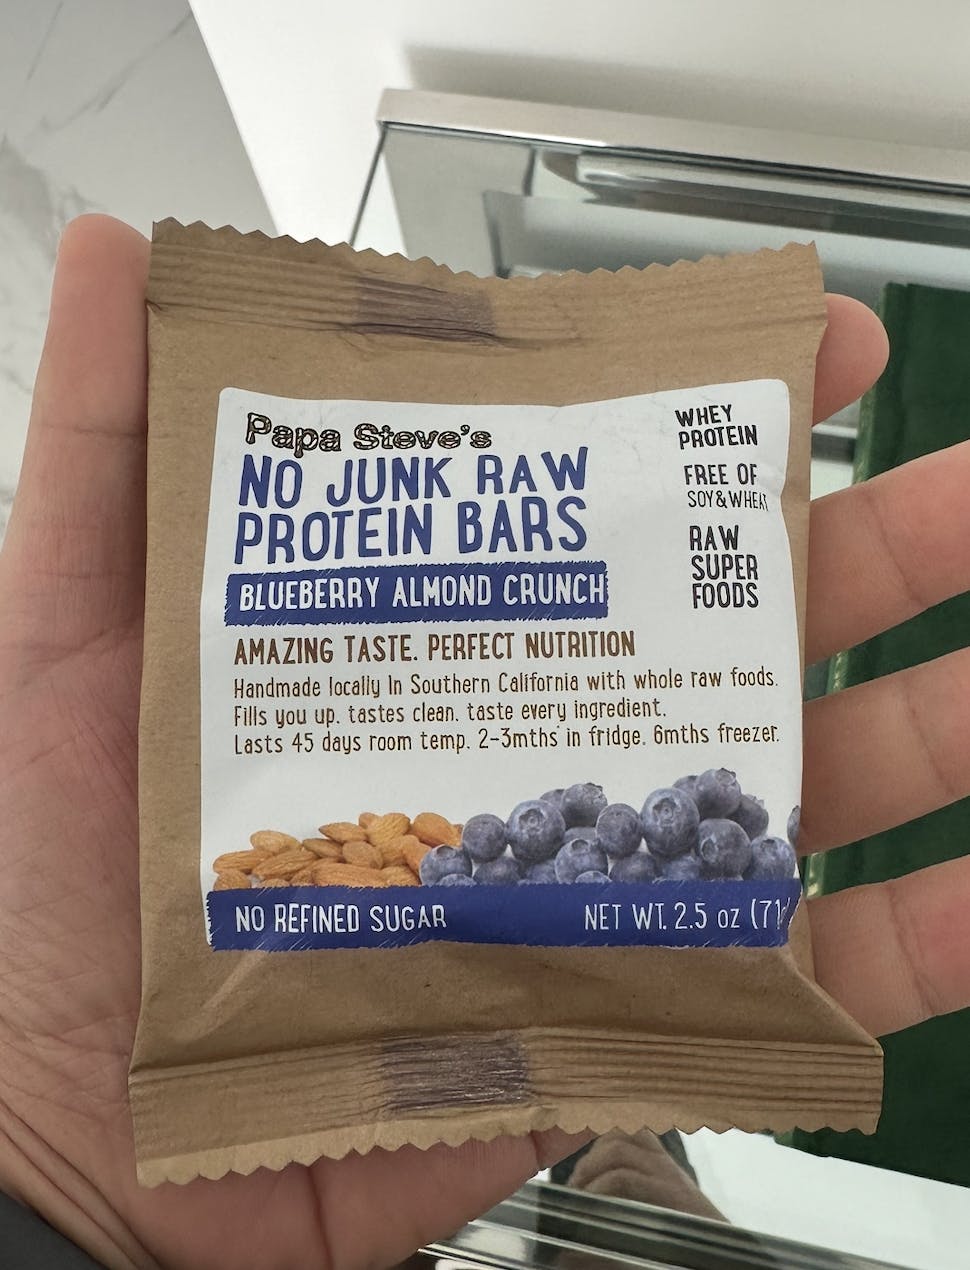 Papa Steve's
NO JUNK RAW
PROTEIN BARS
BLUEBERRY ALMOND CRUNCH
AMAZING TASTE. PERFECT NUTRITION
Handmade locally In Southern California with whole raw foods.
Fills you up. tastes clean. taste every ingredient.
Lasts 45 days room temp. 2-3mths in fridge. 6mths freezer.
WHEY
PROTEIN
FREE OF
SOY&WHEAT
RAW
SUPER
FOODS
NO REFINED SUGAR
NET WT. 2.5 oz (71